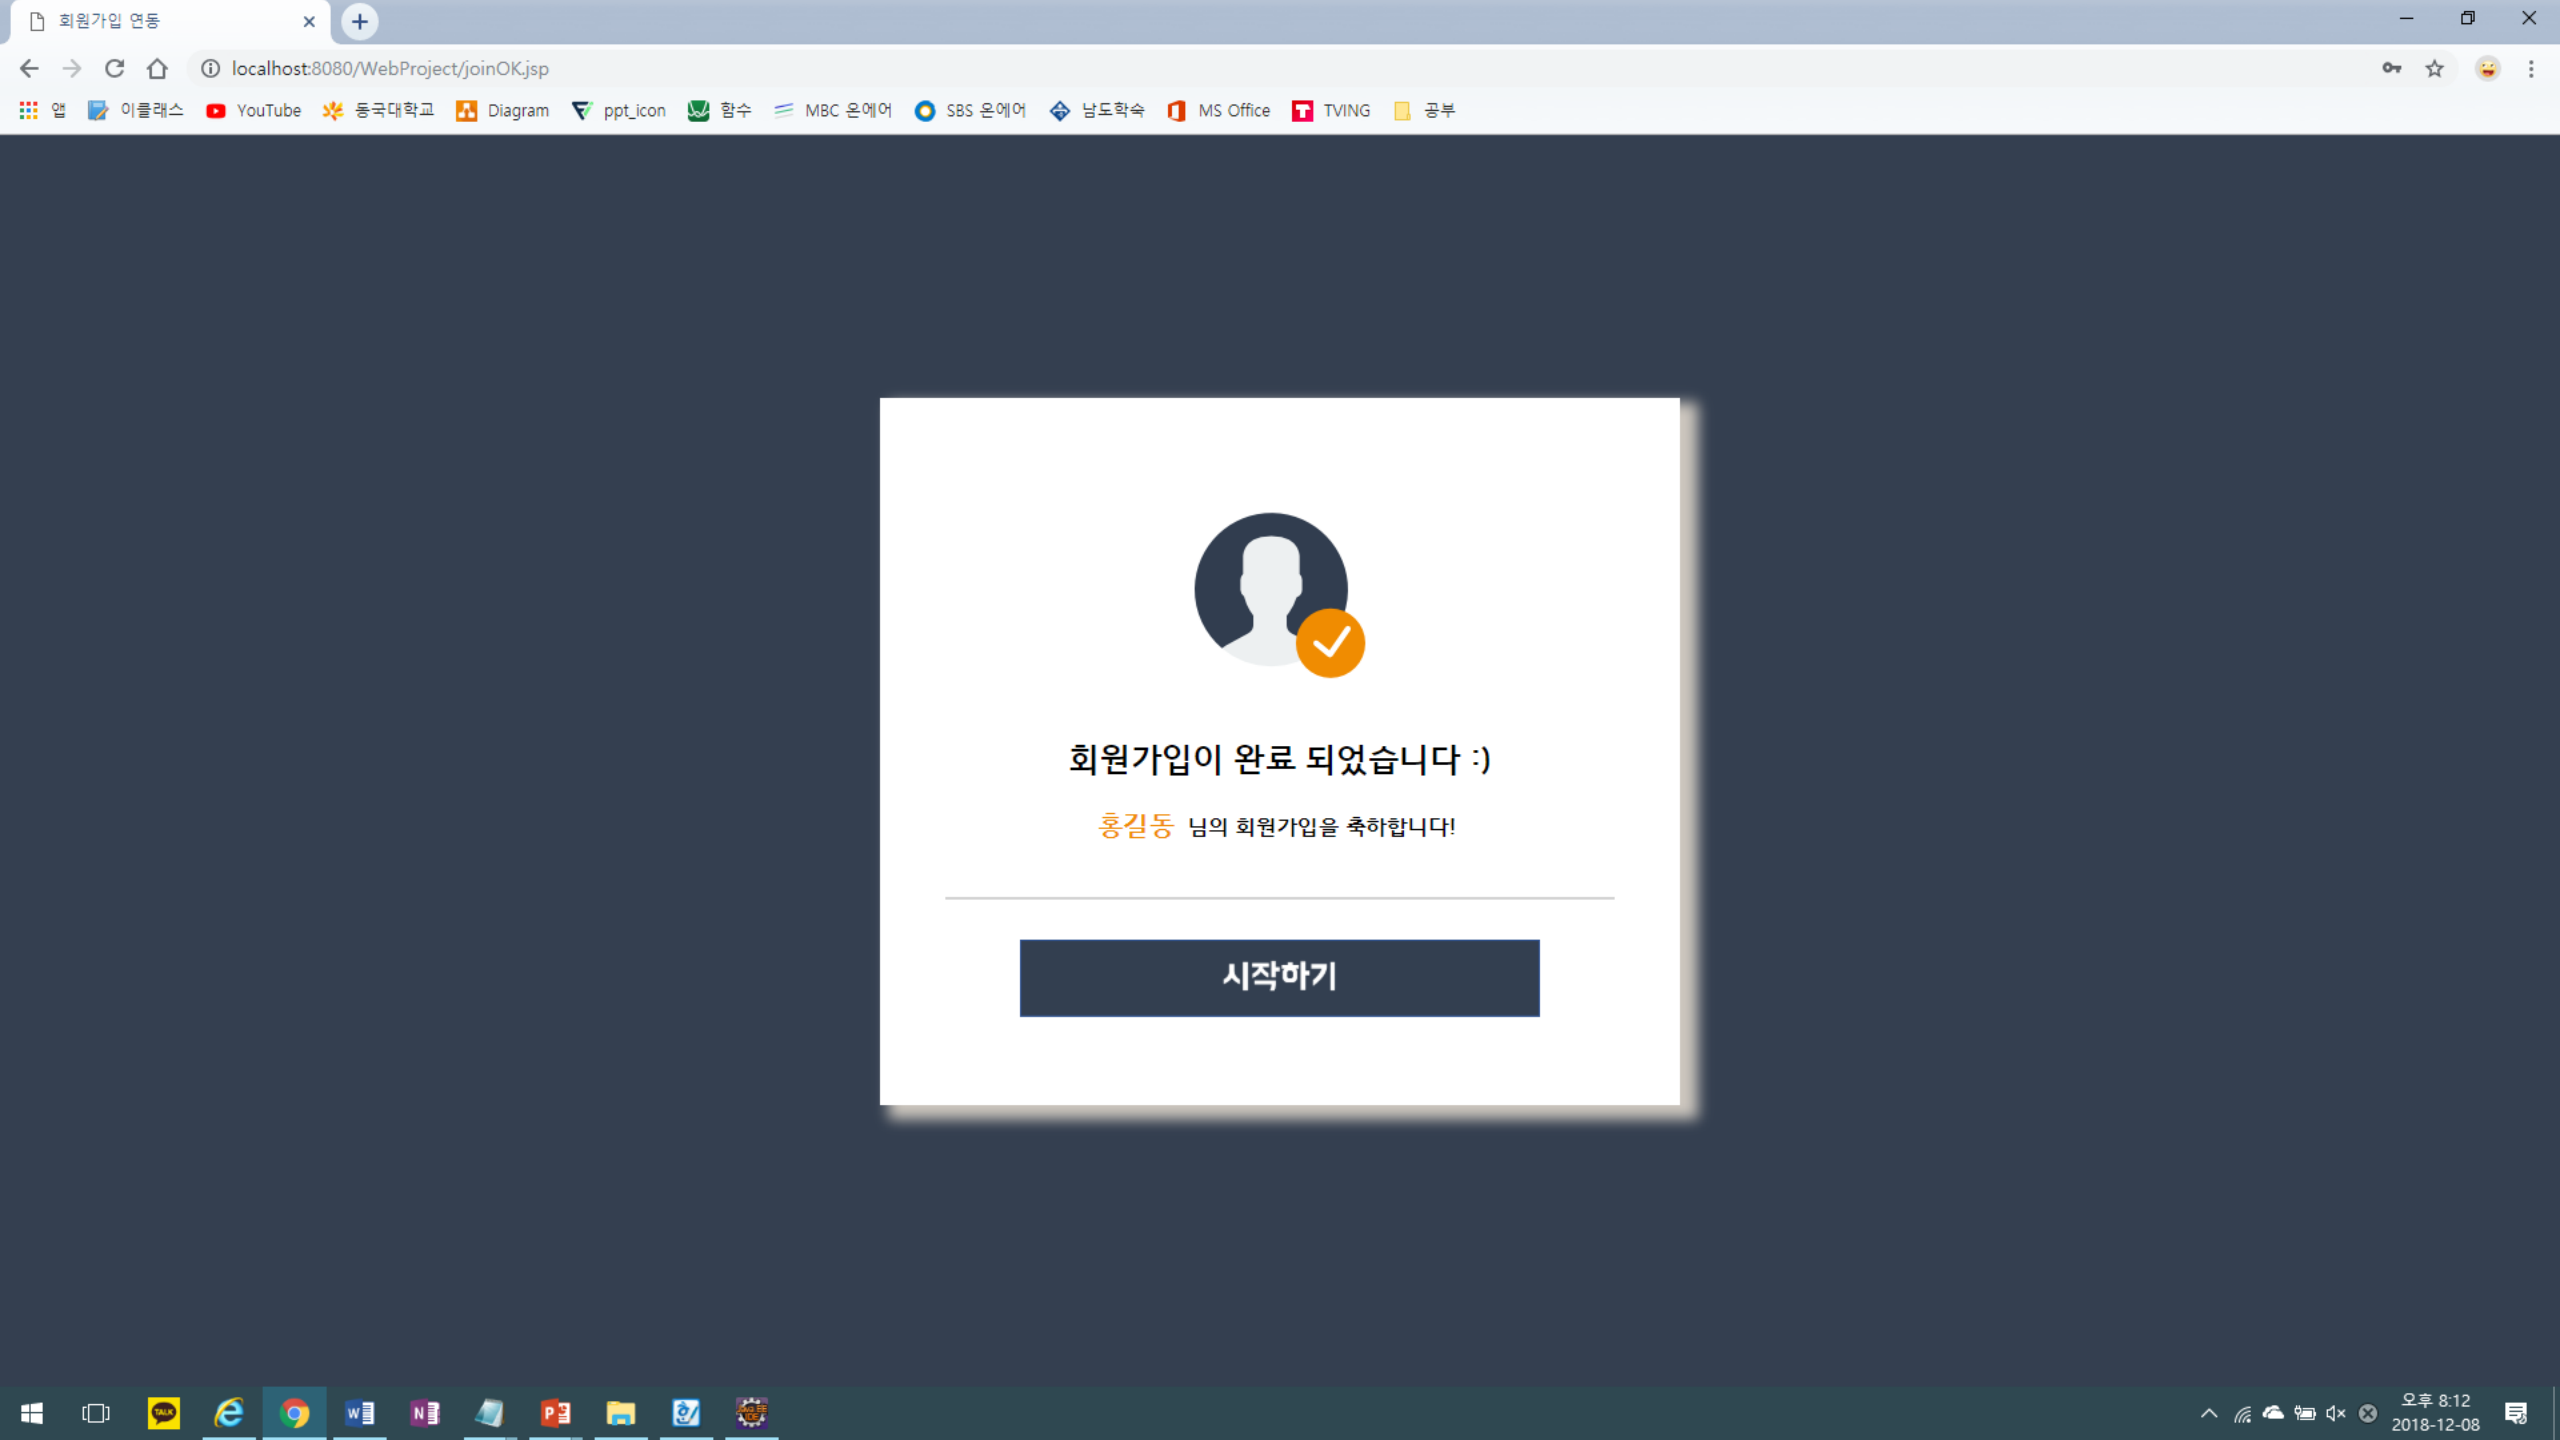 회원가입 연동
localhost:8080/WebProject/joinOK.jsp
앱 이클래스 YouTube 동국대학교 Diagram ppt_icon 함수 MBC 온에어 SBS 온에어 남도학숙 MS Office TVING 공부
회원가입이 완료 되었습니다 :)
홍길동 님의 회원가입을 축하합니다!
시작하기
TALK
Java EE
IDE
오후 8:12
2018-12-08